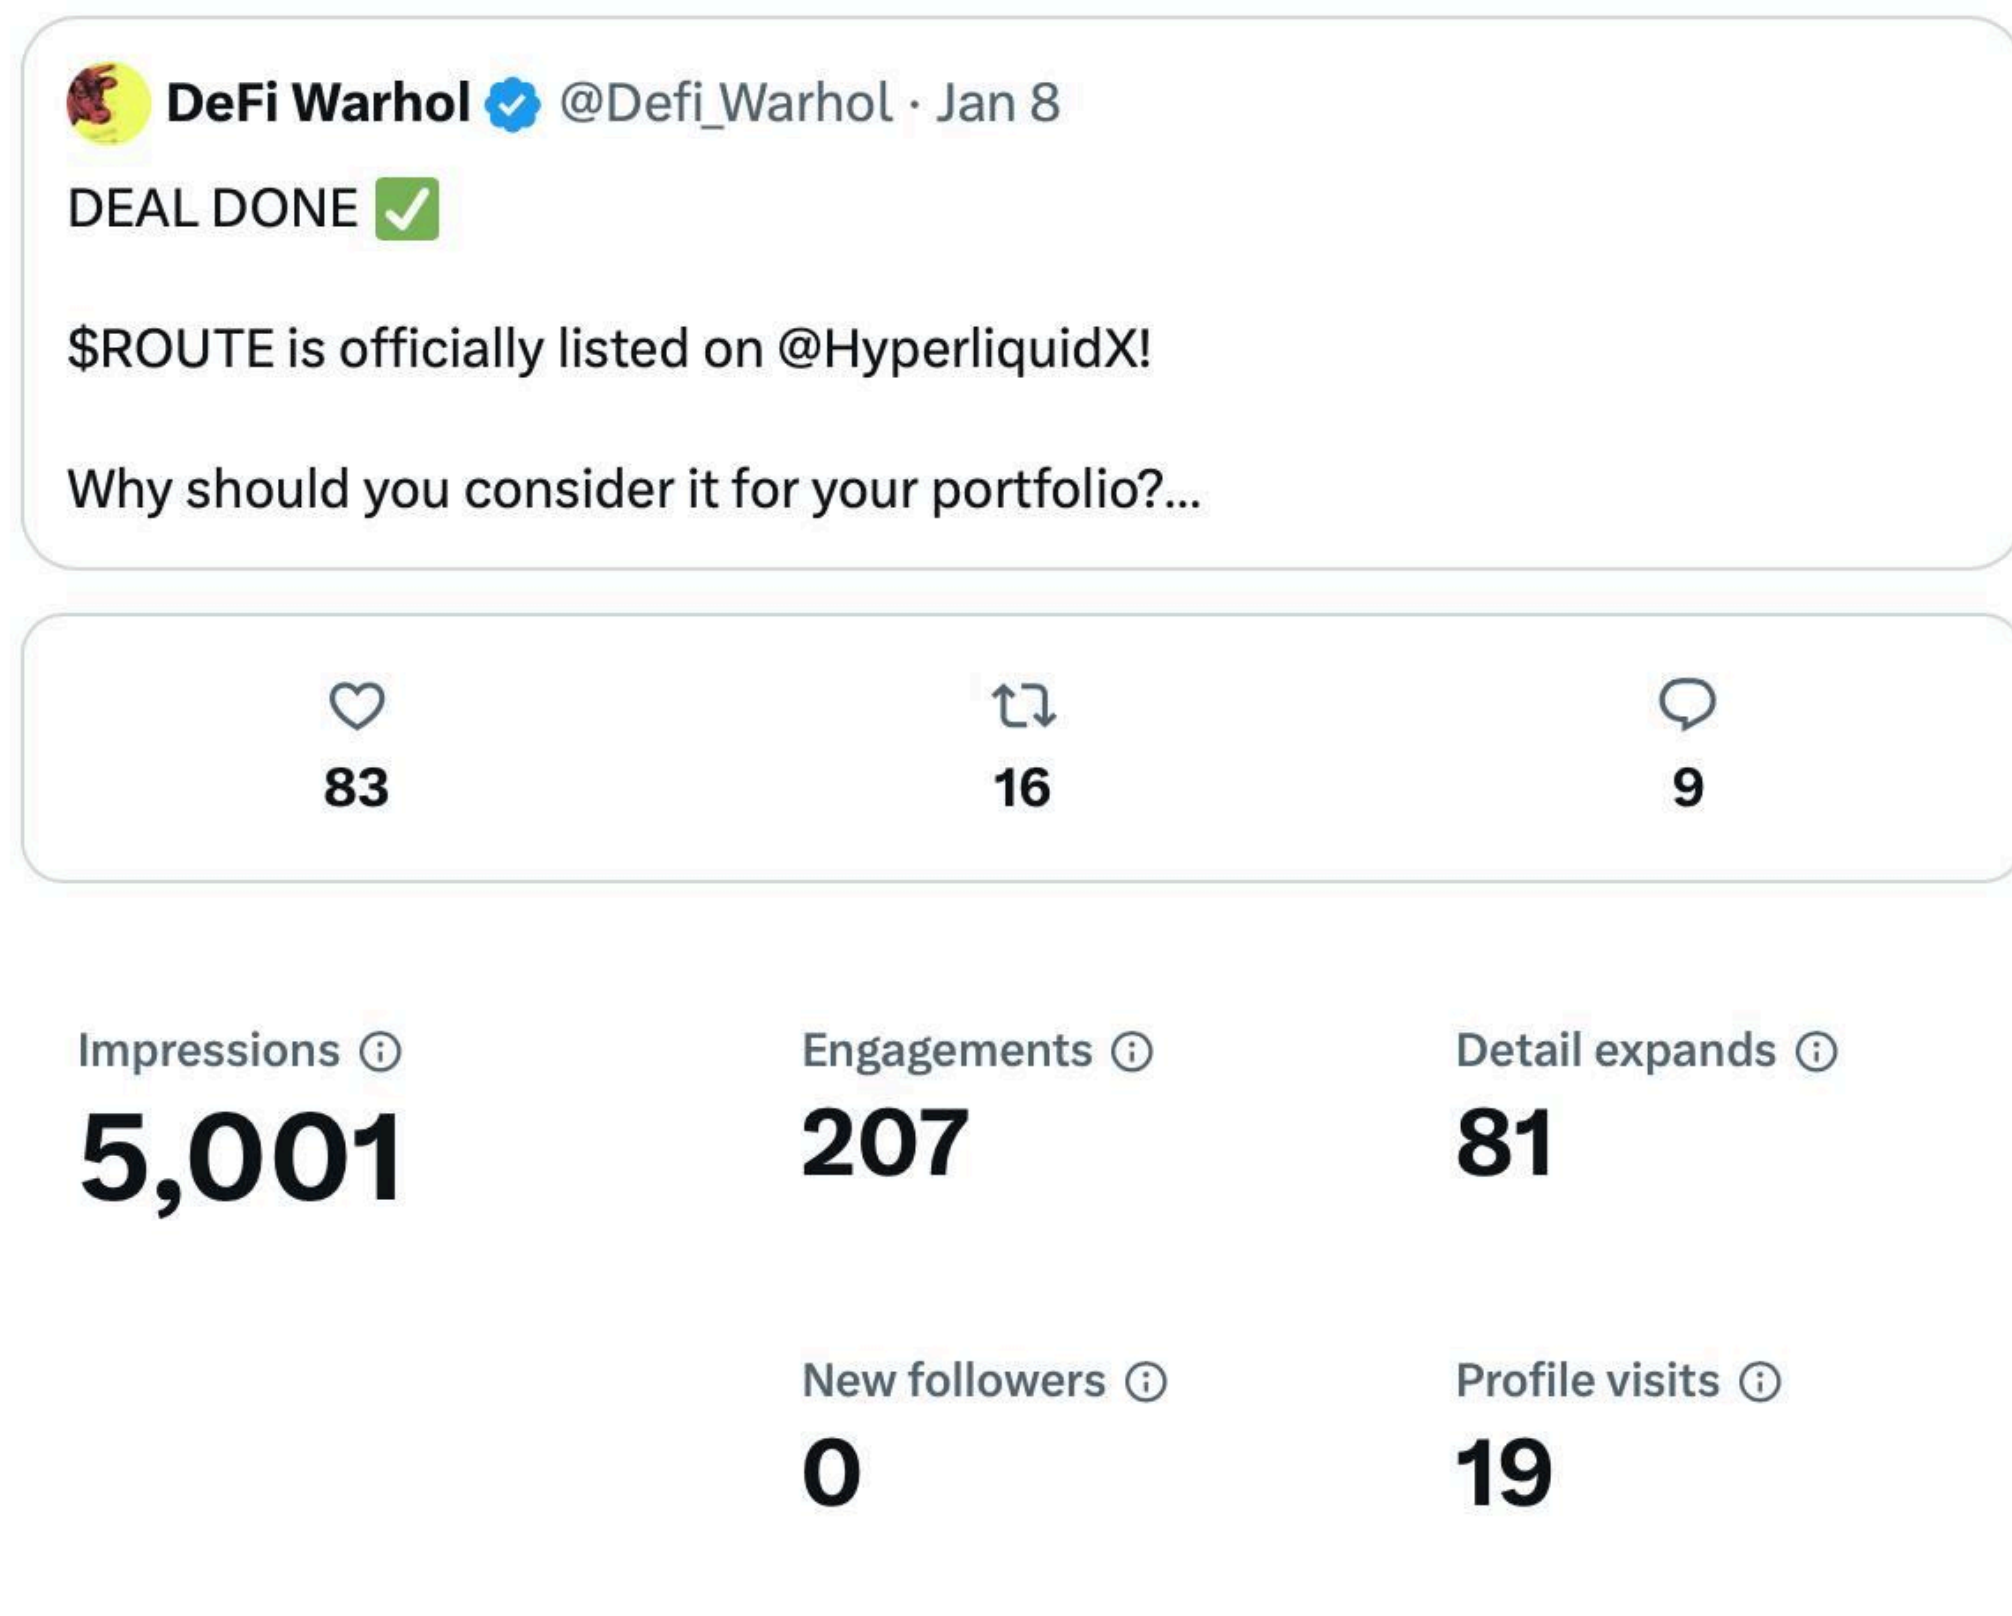 DeFi Warhol @Defi_Warhol · Jan 8
DEAL DONE ✅
$ROUTE is officially listed on @HyperliquidX!
Why should you consider it for your portfolio?...
83 16 9
Impressions Engagements Detail expands
5,001 207 81
New followers Profile visits
0 19